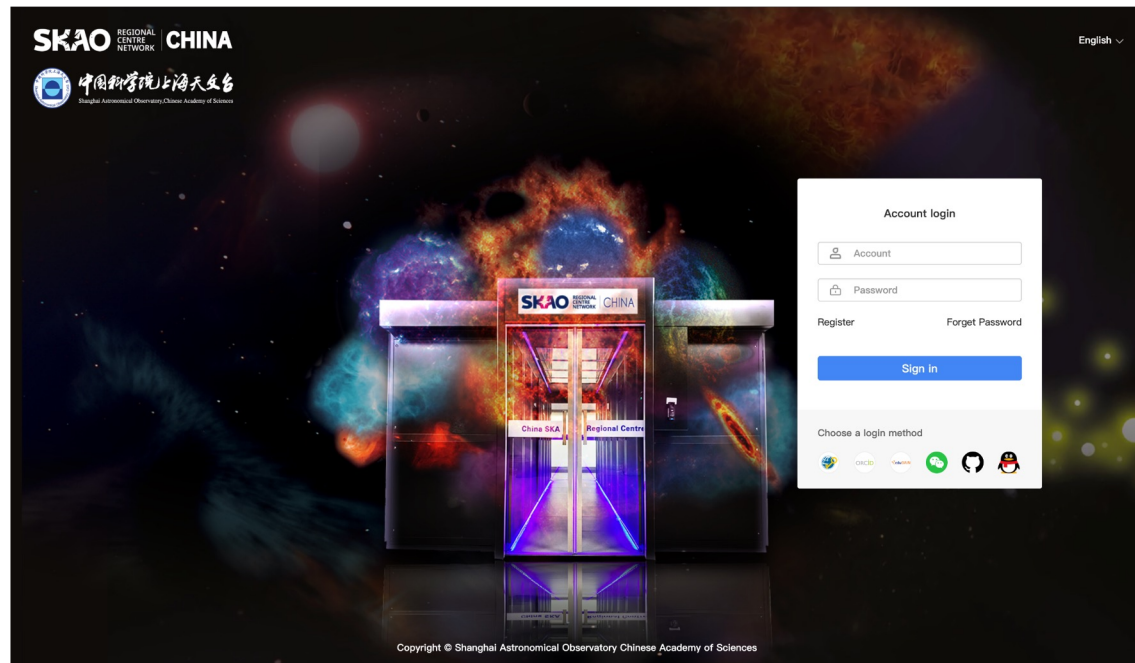 SKAO REGIONAL CENTRE NETWORK CHINA
English
中国科学院上海天文台
Shanghai Astronomical Observatory,Chinese Academy of Sciences
Account login
Account
Password
Register Forget Password
Sign in
Choose a login method
ORCID
SKAO REGIONAL CENTRE NETWORK CHINA
China SKA Regional Centre
Copyright © Shanghai Astronomical Observatory Chinese Academy of Sciences